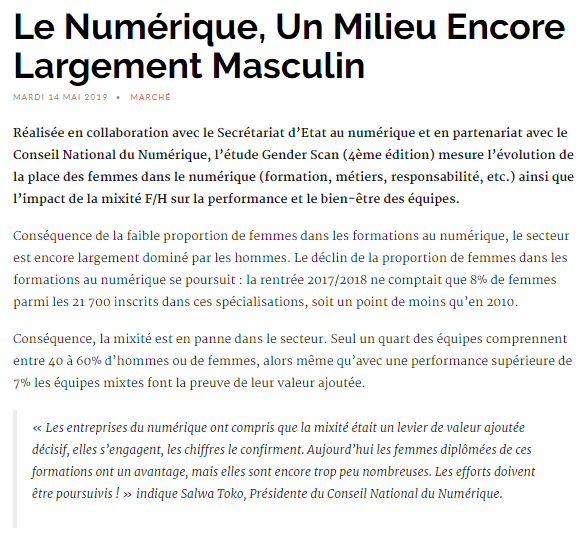 Le Numérique, Un Milieu Encore
Largement Masculin
MARDI 14 MAI 2019 • MARCHÉ
Réalisée en collaboration avec le Secrétariat d’Etat au numérique et en partenariat avec le
Conseil National du Numérique, l’étude Gender Scan (4ème édition) mesure l’évolution de
la place des femmes dans le numérique (formation, métiers, responsabilité, etc.) ainsi que
l’impact de la mixité F/H sur la performance et le bien-être des équipes.
Conséquence de la faible proportion de femmes dans les formations au numérique, le secteur
est encore largement dominé par les hommes. Le déclin de la proportion de femmes dans les
formations au numérique se poursuit : la rentrée 2017/2018 ne comptait que 8% de femmes
parmi les 21 700 inscrits dans ces spécialisations, soit un point de moins qu’en 2010.
Conséquence, la mixité est en panne dans le secteur. Seul un quart des équipes comprennent
entre 40 à 60% d’hommes ou de femmes, alors même qu’avec une performance supérieure de
7% les équipes mixtes font la preuve de leur valeur ajoutée.
« Les entreprises du numérique ont compris que la mixité était un levier de valeur ajoutée
décisif, elles s’engagent, les chiffres le confirment. Aujourd’hui les femmes diplômées de ces
formations ont un avantage, mais elles sont encore trop peu nombreuses. Les efforts doivent
être poursuivis ! » indique Salwa Toko, Présidente du Conseil National du Numérique.